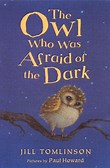 The
Owl
Who Was
Afraid of
the Dark
JILL TOMLINSON
Pictures by Paul Howard